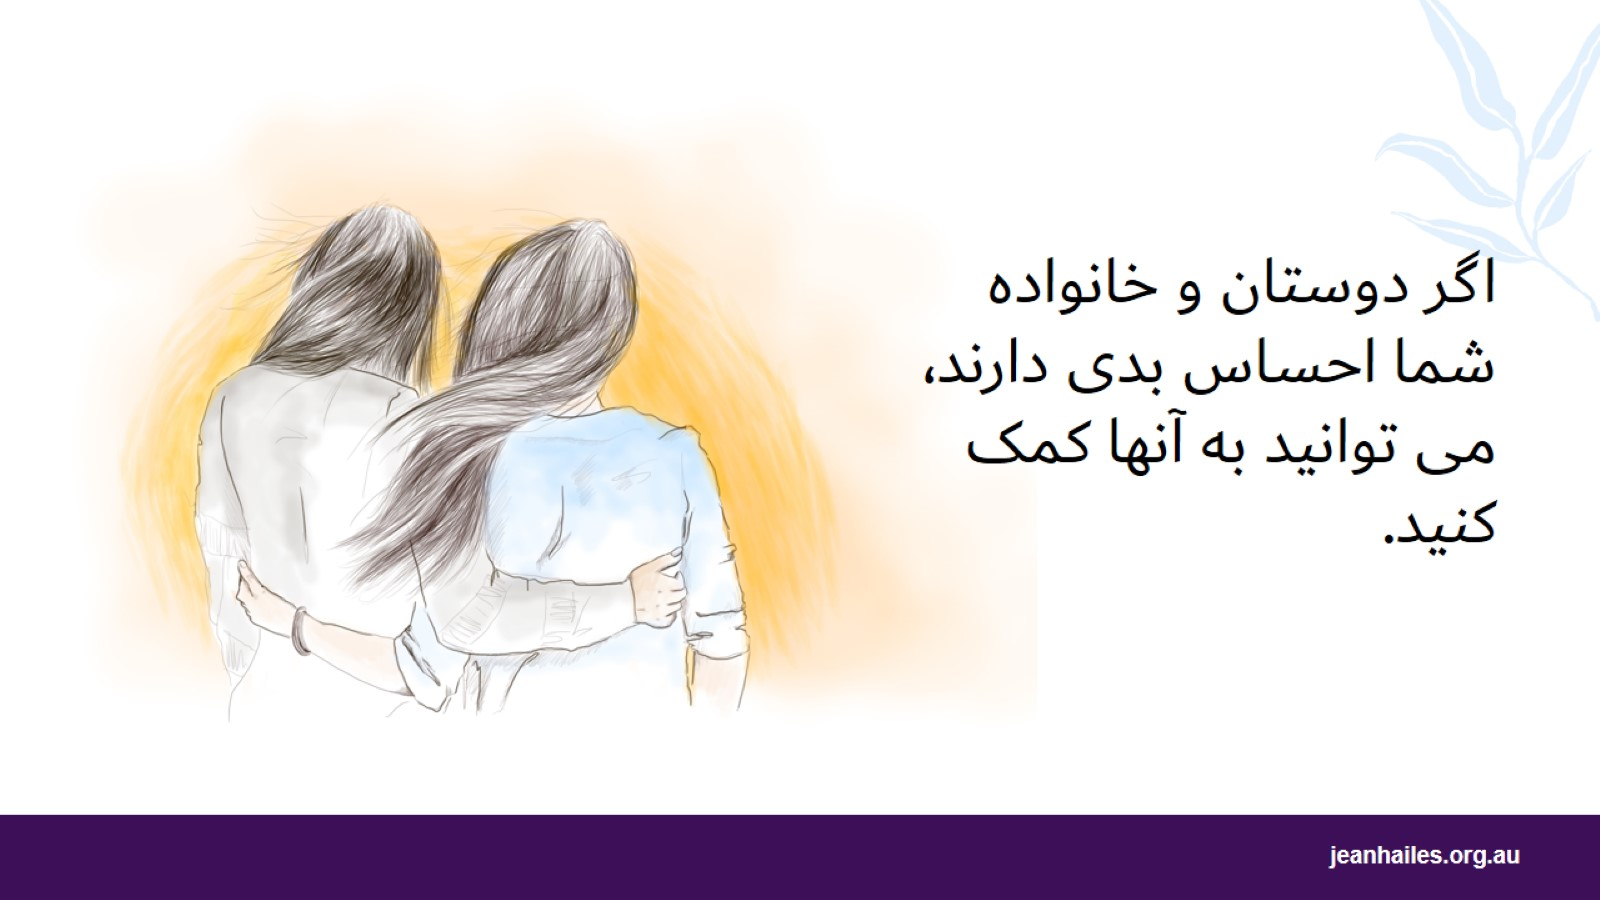 اگر دوستان و خانواده
شما احساس بدی دارند،
می توانید به آنها کمک
کنید.
jeanhailes.org.au